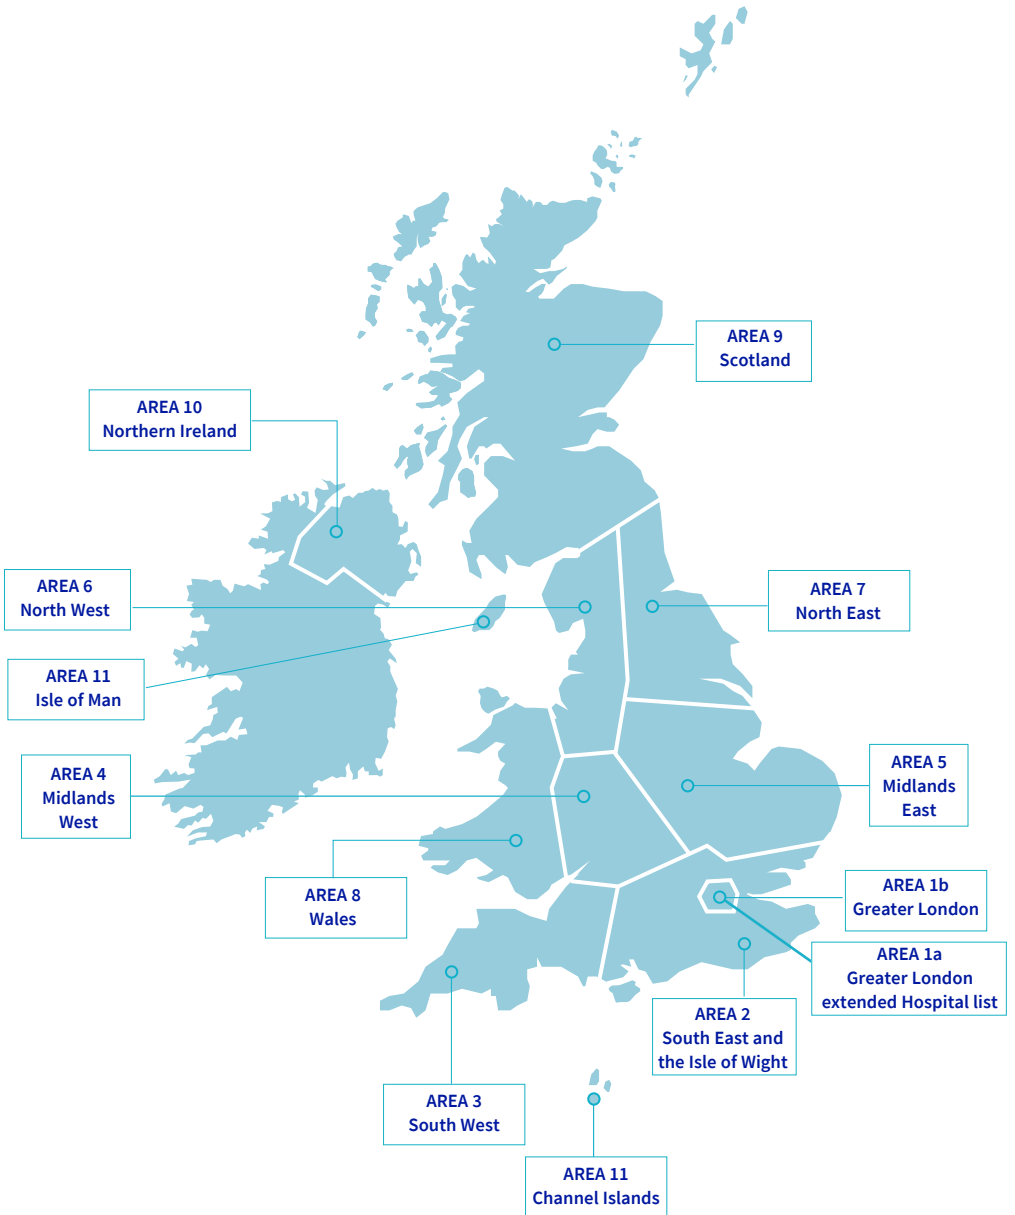 AREA 9
Scotland
AREA 10
Northern Ireland
AREA 6
North West
AREA 7
North East
AREA 11
Isle of Man
AREA 4
Midlands
West
AREA 5
Midlands
East
AREA 8
Wales
AREA 1b
Greater London
AREA 1a
Greater London
extended Hospital list
AREA 2
South East and
the Isle of Wight
AREA 3
South West
AREA 11
Channel Islands